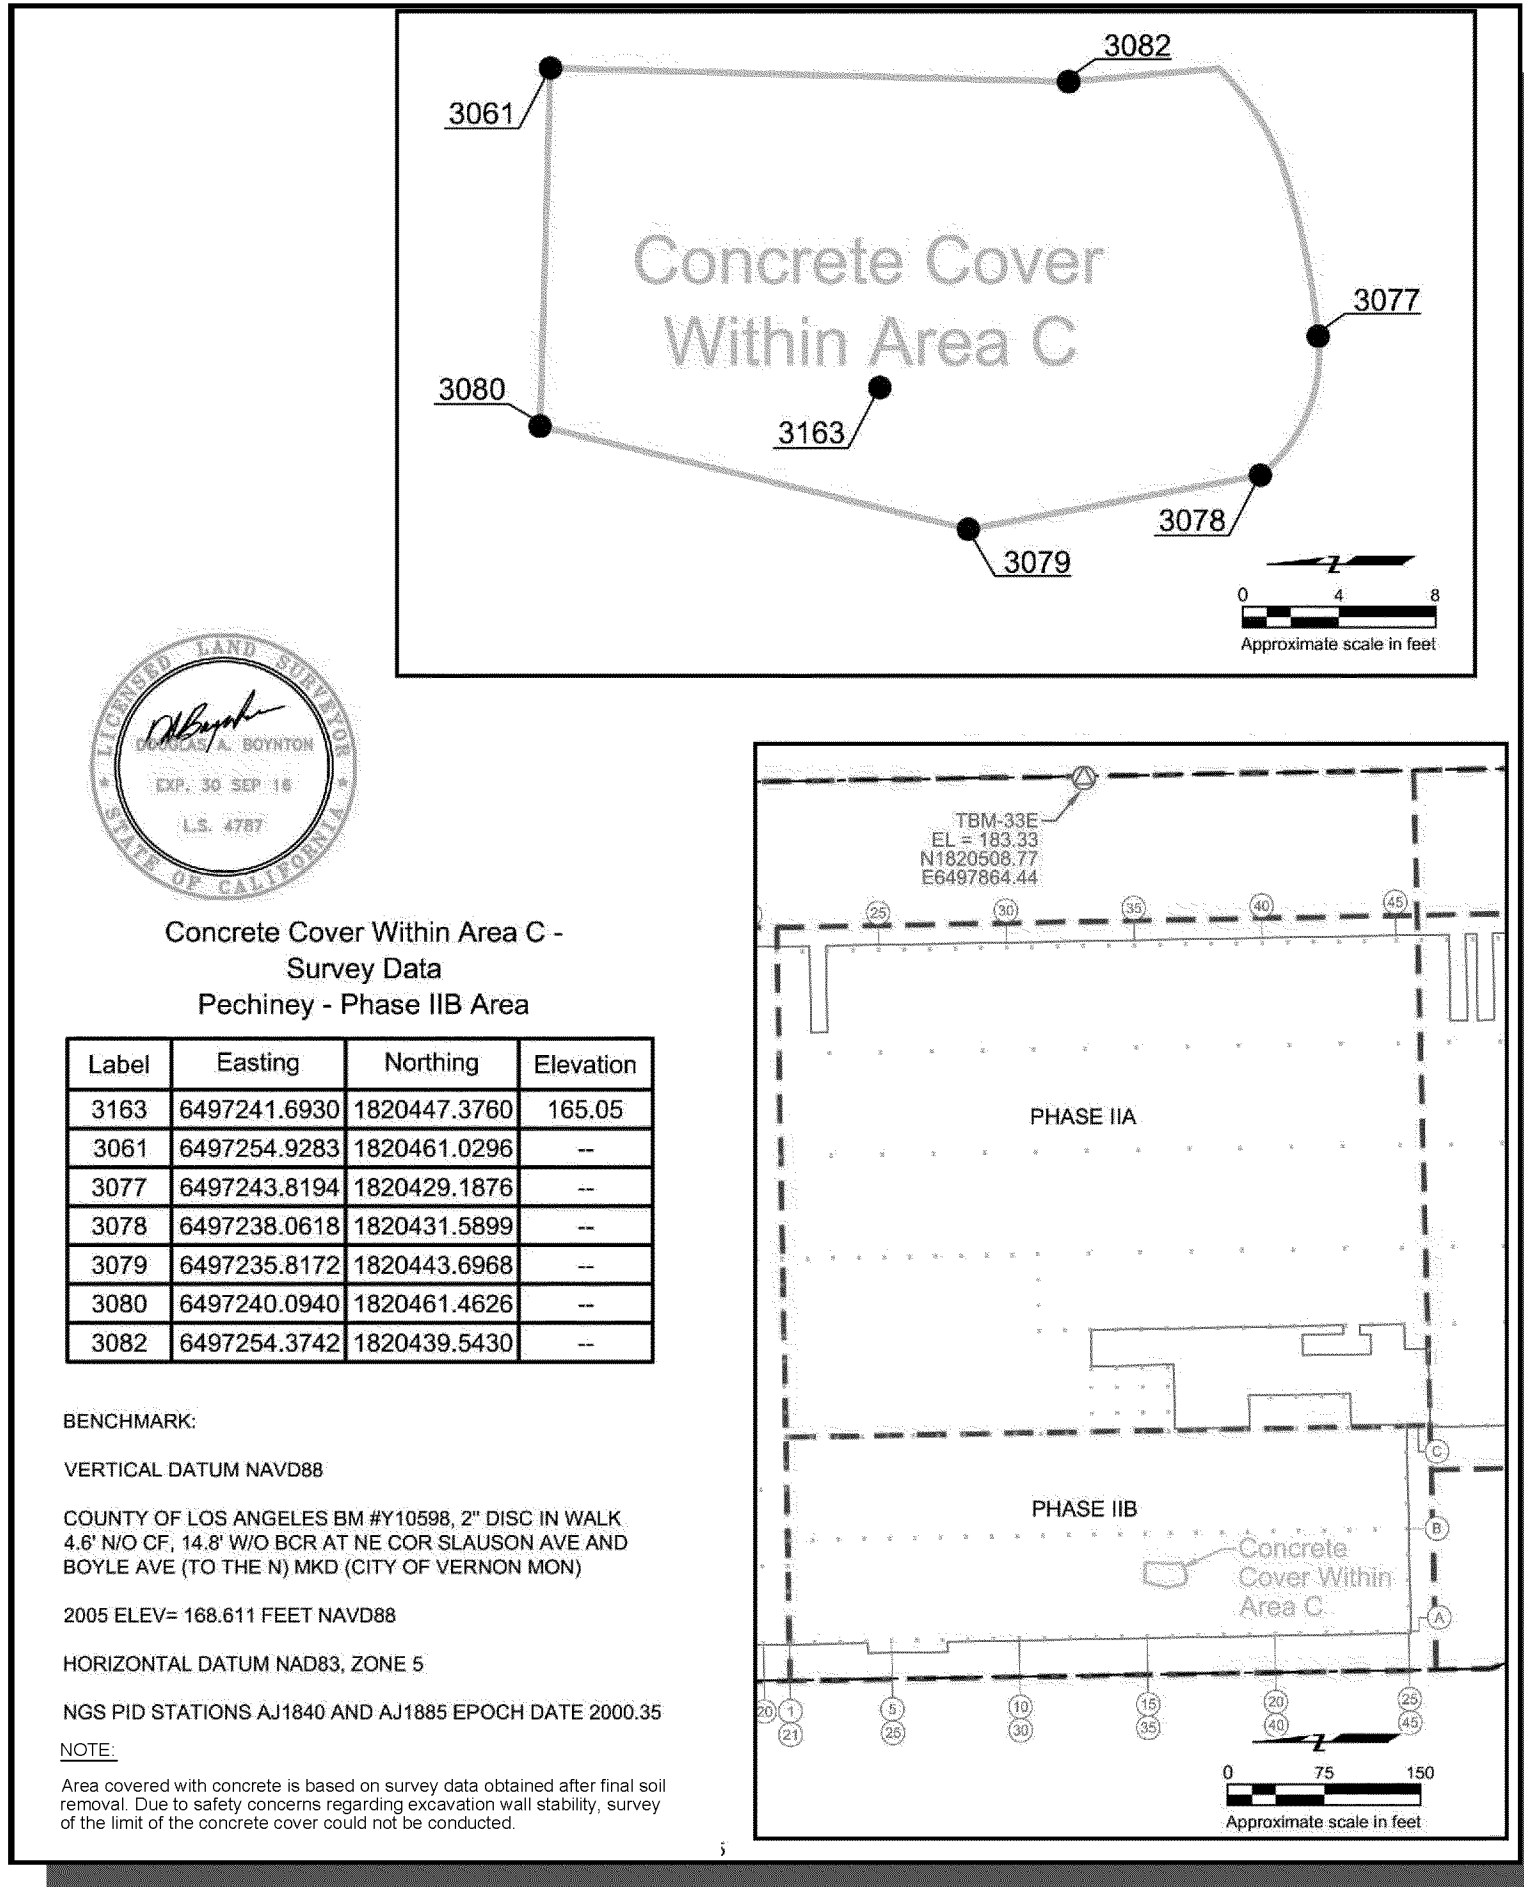 3082
3061
Concrete Cover
Within Area C
3077
3080
3163
3078
3079
Z
0 4 8
Approximate scale in feet
LICENSED LAND SURVEYOR
DOUGLAS A. BOYNTON
EXP. 30 SEP 16
L.S. 4787
STATE OF CALIFORNIA
Concrete Cover Within Area C -
Survey Data
Pechiney - Phase IIB Area
Label Easting Northing Elevation
3163 6497241.6930 1820447.3760 165.05
3061 6497254.9283 1820461.0296 --
3077 6497243.8194 1820429.1876 --
3078 6497238.0618 1820431.5899 --
3079 6497235.8172 1820443.6968 --
3080 6497240.0940 1820461.4626 --
3082 6497254.3742 1820439.5430 --
BENCHMARK:
VERTICAL DATUM NAVD88
COUNTY OF LOS ANGELES BM #Y10598, 2" DISC IN WALK
4.6' N/O CF, 14.8' W/O BCR AT NE COR SLAUSON AVE AND
BOYLE AVE (TO THE N) MKD (CITY OF VERNON MON)
2005 ELEV= 168.611 FEET NAVD88
HORIZONTAL DATUM NAD83, ZONE 5
NGS PID STATIONS AJ1840 AND AJ1885 EPOCH DATE 2000.35
NOTE:
Area covered with concrete is based on survey data obtained after final soil
removal. Due to safety concerns regarding excavation wall stability, survey
of the limit of the concrete cover could not be conducted.
TBM-33E
EL = 183.33
N1820508.77
E6497864.44
25 30 35 40 45
PHASE IIA
C
PHASE IIB
B
Concrete
Cover Within
Area C
A
20 1 5 10 15 20 25
21 25 30 35 40 45
Z
0 75 150
Approximate scale in feet